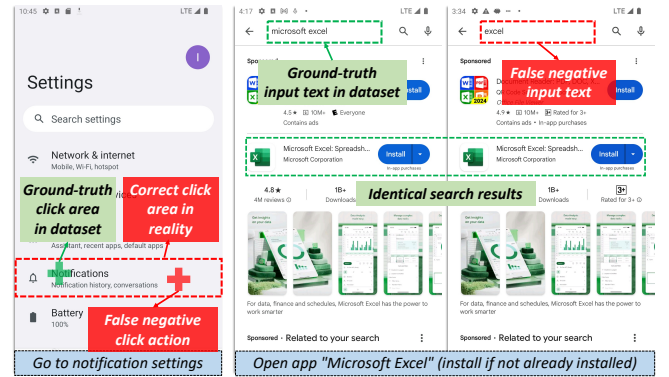 10:45
LTE
I
Settings
Search settings
Network & internet
Mobile, Wi-Fi, hotspot
Ground-truth
click area
in dataset
Correct click
area in
reality
Assistant, recent apps, default apps
Notifications
Notification history, conversations
Battery
100%
False negative
click action
Go to notification settings
4:17
LTE
microsoft excel
Sponsored
Ground-truth
input text in dataset
Install
4.5★ 10M+ Everyone
Contains ads
Microsoft Excel: Spreadsh...
Microsoft Corporation
Install
In-app purchases
4.8★
4M reviews
1B+
Downloads
Identical search results
For data, finance and schedules, Microsoft Excel has the power to
work smarter
Sponsored · Related to your search
3:34
LTE
excel
Sponsored
False negative
input text
2024
Install
4.9★ 10M+ Rated for 3+
Contains ads • In-app purchases
Microsoft Excel: Spreadsh...
Microsoft Corporation
Install
In-app purchases
1B+
Downloads
3+
Rated for 3+
For data, finance and schedules, Microsoft Excel has the power to
work smarter
Sponsored · Related to your search
Open app "Microsoft Excel" (install if not already installed)